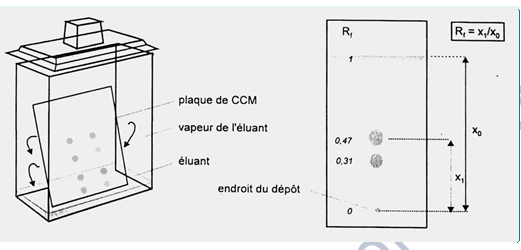 plaque de CCM
vapeur de l'éluant
éluant
endroit du dépôt
Rf
1
0,47
0,31
0
x0
x1
Rf = x1/x0